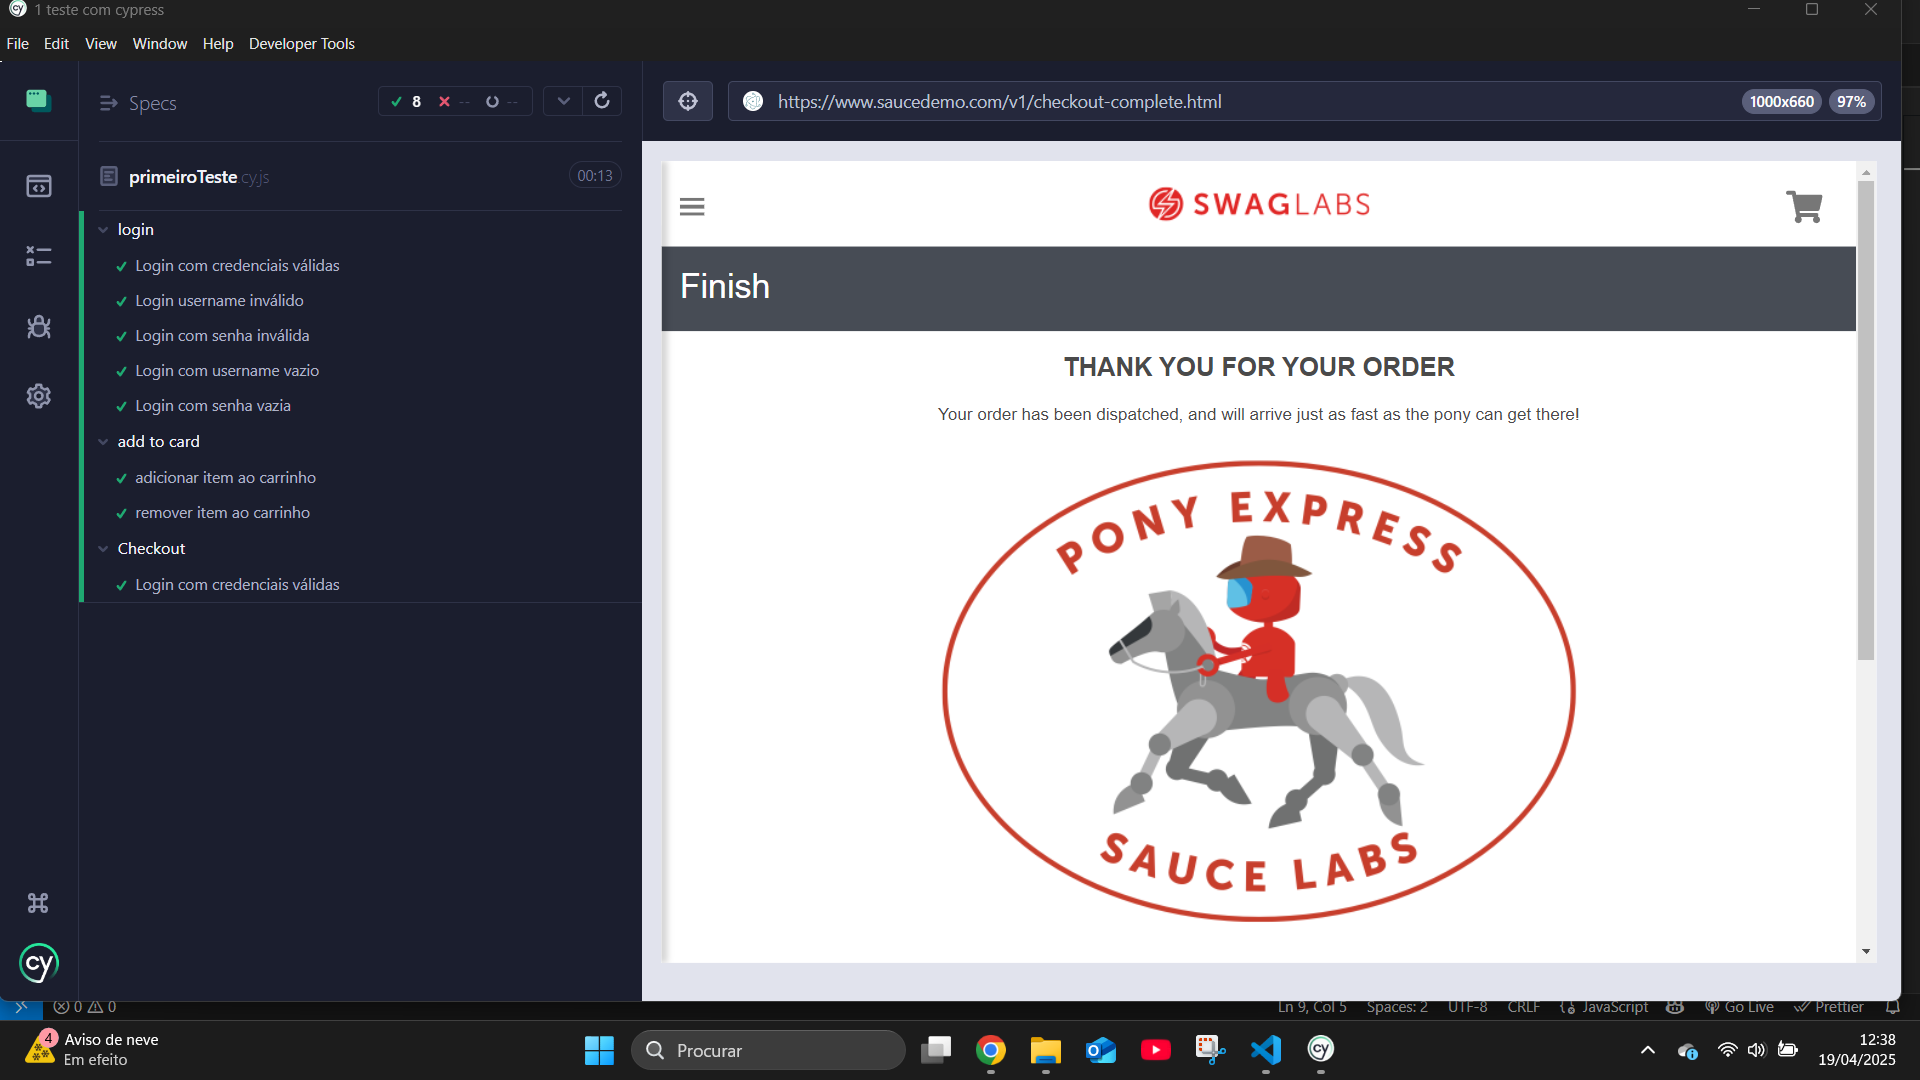 1 teste com cypress
File Edit View Window Help Developer Tools
Specs
8 -- --
https://www.saucedemo.com/v1/checkout-complete.html
1000x660
97%
primeiroTeste.cy.js
00:13
login
Login com credenciais válidas
Login username inválido
Login com senha inválida
Login com username vazio
Login com senha vazia
add to card
adicionar item ao carrinho
remover item ao carrinho
Checkout
Login com credenciais válidas
cy
SWAGLABS
Finish
THANK YOU FOR YOUR ORDER
Your order has been dispatched, and will arrive just as fast as the pony can get there!
PONY EXPRESS
SAUCE LABS
0 0
Ln 9, Col 5 Spaces: 2 UTF-8 CRLF JavaScript Go Live Prettier
4
Aviso de neve
Em efeito
Procurar
cy
12:38
19/04/2025